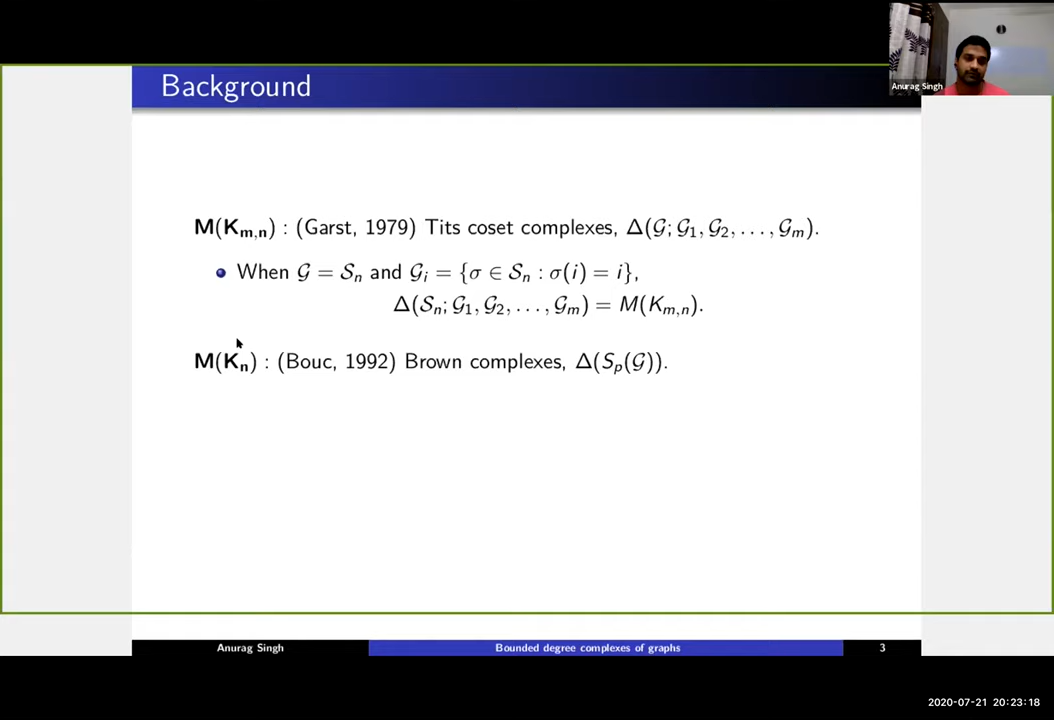 Background
Anurag Singh
M(K_{m,n}) : (Garst, 1979) Tits coset complexes, Δ(𝒢; 𝒢_1, 𝒢_2, . . . , 𝒢_m).
When 𝒢 = 𝒮_n and 𝒢_i = {σ ∈ 𝒮_n : σ(i) = i},
Δ(𝒮_n; 𝒢_1, 𝒢_2, . . . , 𝒢_m) = M(K_{m,n}).
M(K_n) : (Bouc, 1992) Brown complexes, Δ(S_p(𝒢)).
Anurag Singh Bounded degree complexes of graphs 3
2020-07-21 20:23:18